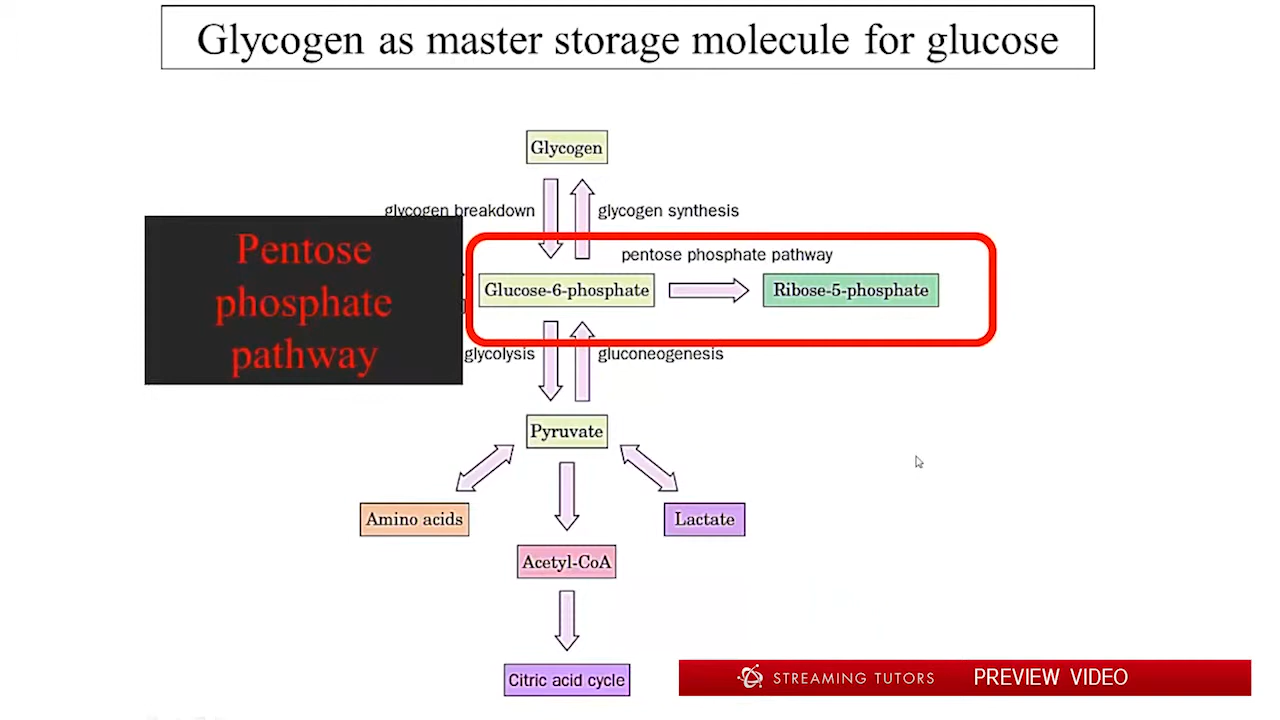 Glycogen as master storage molecule for glucose
Glycogen
glycogen breakdown
glycogen synthesis
Pentose
phosphate
pathway
pentose phosphate pathway
Glucose-6-phosphate
Ribose-5-phosphate
glycolysis
gluconeogenesis
Pyruvate
Amino acids
Lactate
Acetyl-CoA
Citric acid cycle
STREAMING TUTORS PREVIEW VIDEO